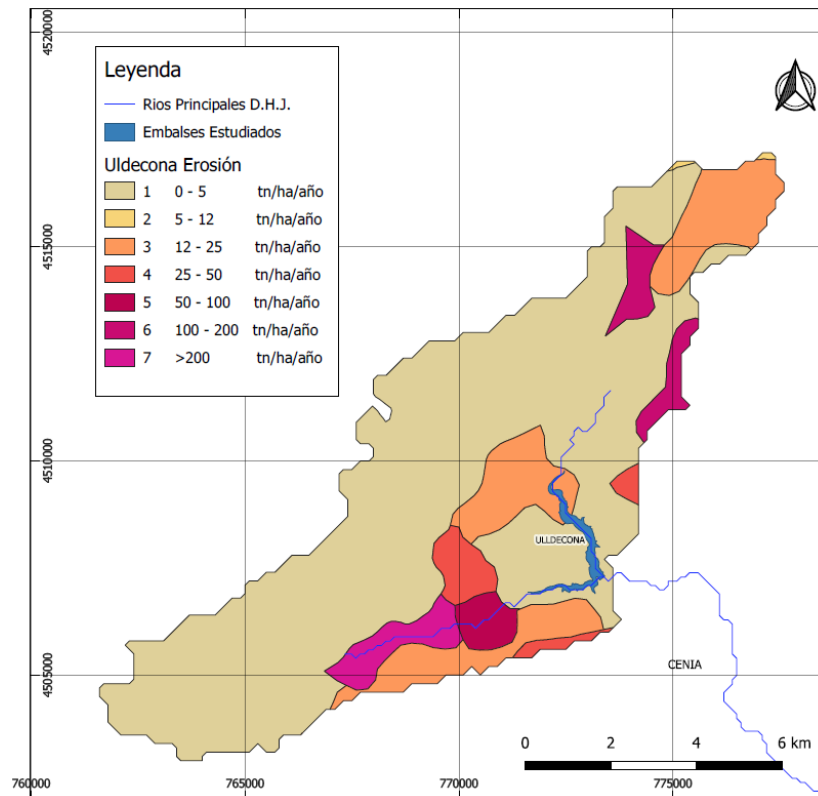 4520000
Leyenda
Rios Principales D.H.J.
Embalses Estudiados
Uldecona Erosión
1 0 - 5 tn/ha/año
2 5 - 12 tn/ha/año
3 12 - 25 tn/ha/año
4 25 - 50 tn/ha/año
5 50 - 100 tn/ha/año
6 100 - 200 tn/ha/año
7 >200 tn/ha/año
4515000
4510000
ULLDECONA
4505000
CENIA
0 2 4 6 km
760000 765000 770000 775000